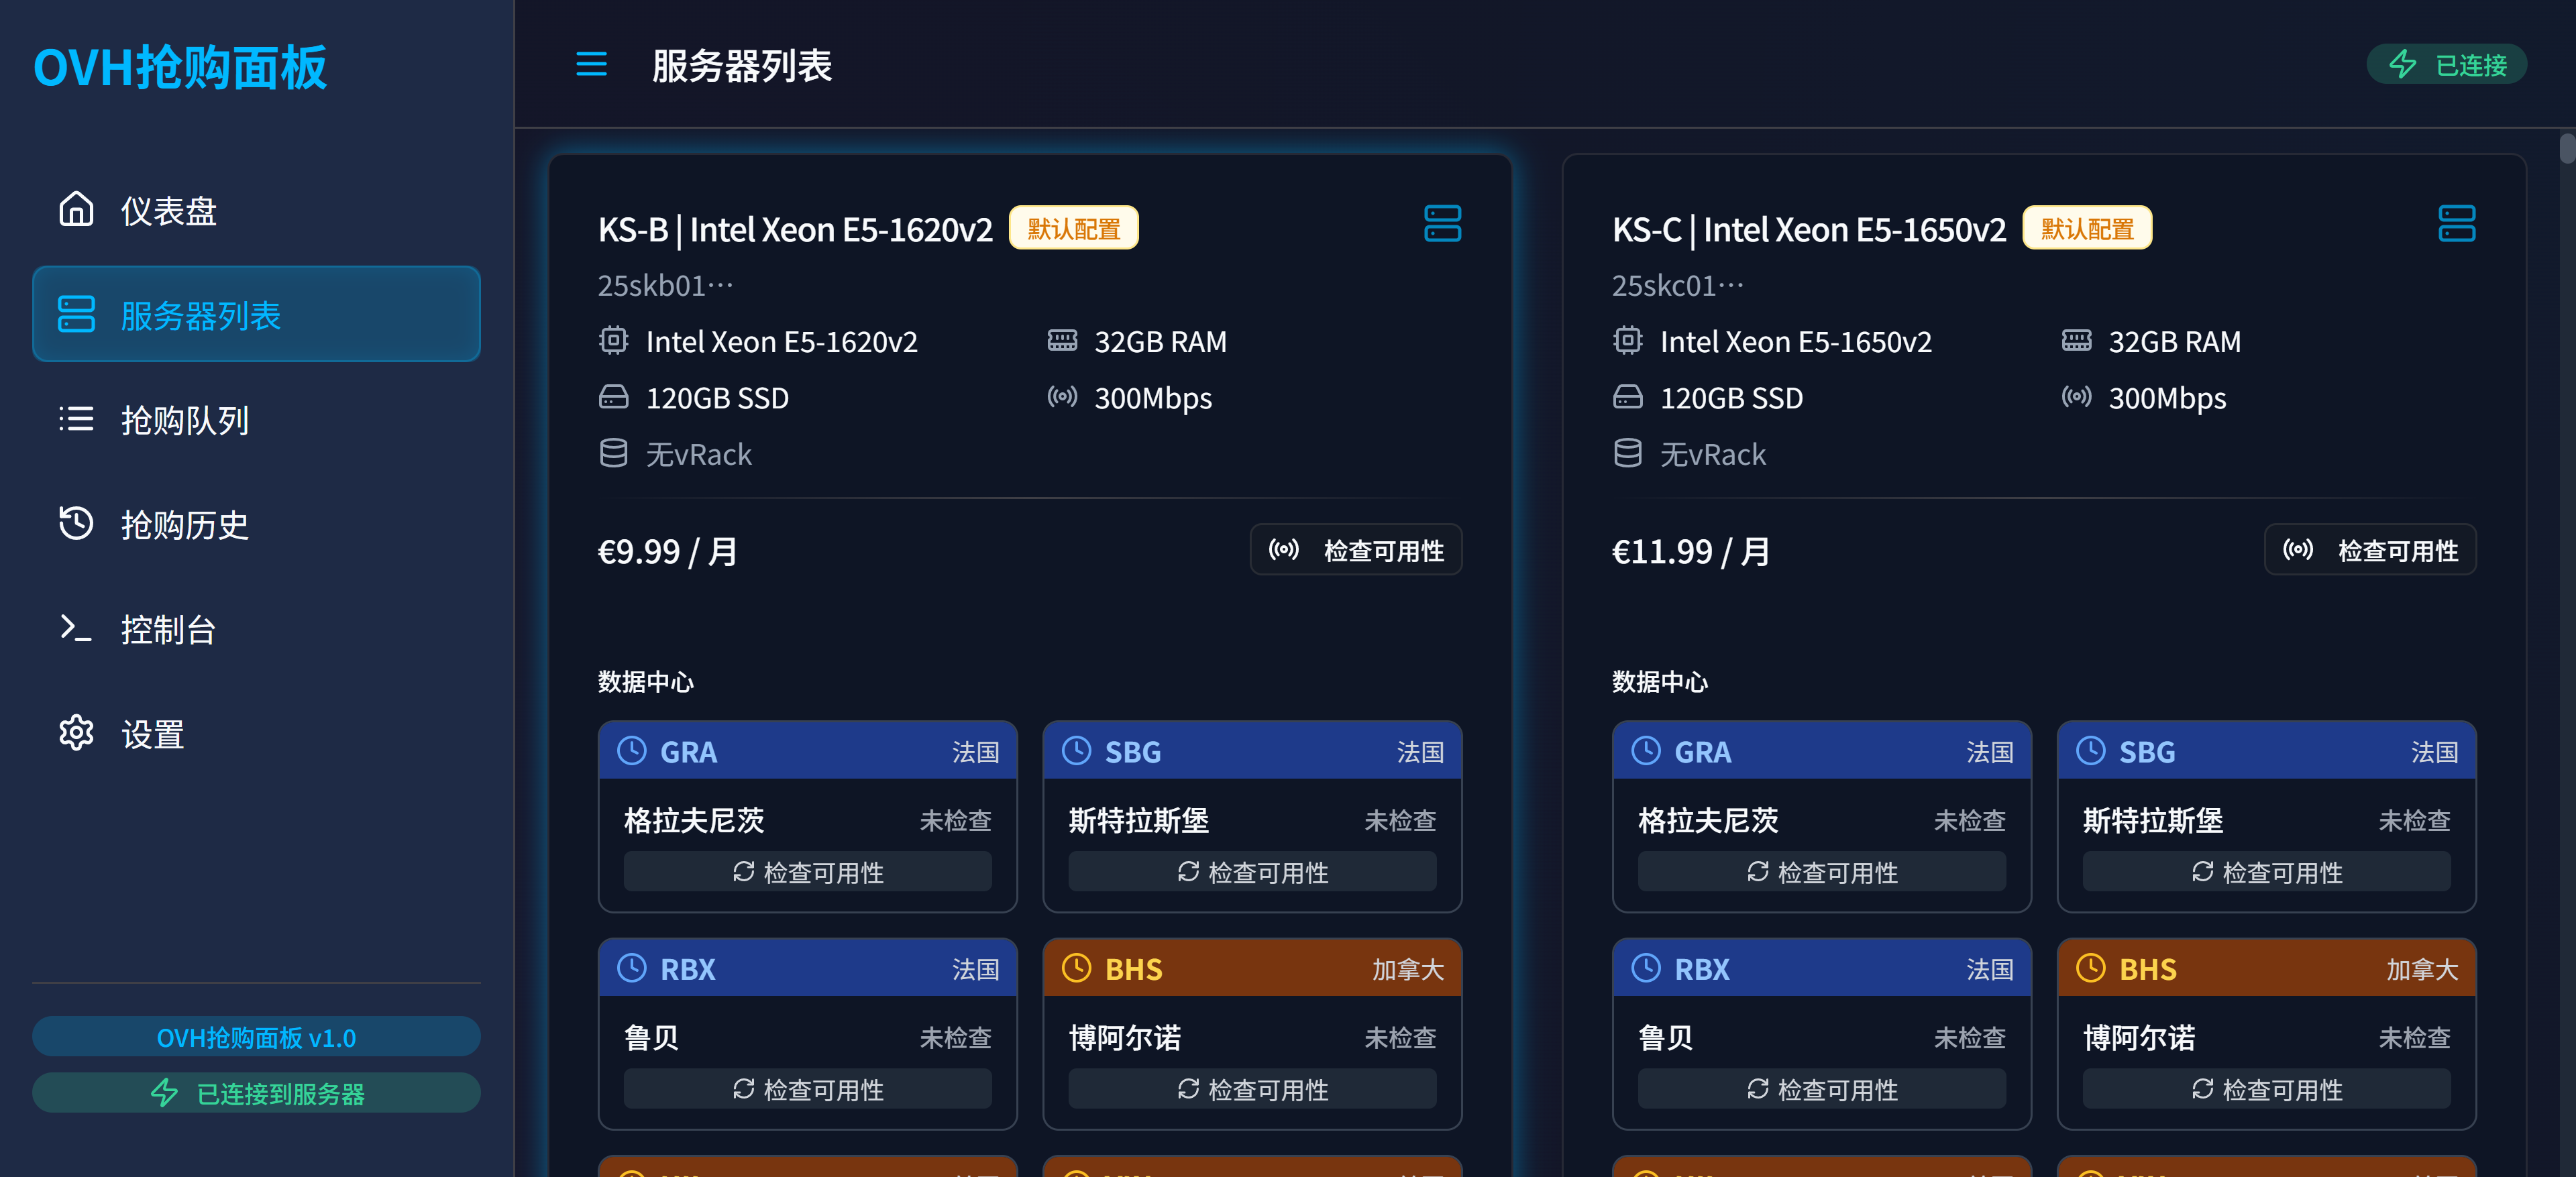 OVH抢购面板
仪表盘
服务器列表
抢购队列
抢购历史
控制台
设置
OVH抢购面板 v1.0
已连接到服务器
服务器列表
已连接
KS-B | Intel Xeon E5-1620v2
默认配置
25skb01···
Intel Xeon E5-1620v2
32GB RAM
120GB SSD
300Mbps
无vRack
€9.99 / 月
检查可用性
数据中心
GRA 法国
格拉夫尼茨 未检查
检查可用性
SBG 法国
斯特拉斯堡 未检查
检查可用性
RBX 法国
鲁贝 未检查
检查可用性
BHS 加拿大
博阿尔诺 未检查
检查可用性
KS-C | Intel Xeon E5-1650v2
默认配置
25skc01···
Intel Xeon E5-1650v2
32GB RAM
120GB SSD
300Mbps
无vRack
€11.99 / 月
检查可用性
数据中心
GRA 法国
格拉夫尼茨 未检查
检查可用性
SBG 法国
斯特拉斯堡 未检查
检查可用性
RBX 法国
鲁贝 未检查
检查可用性
BHS 加拿大
博阿尔诺 未检查
检查可用性